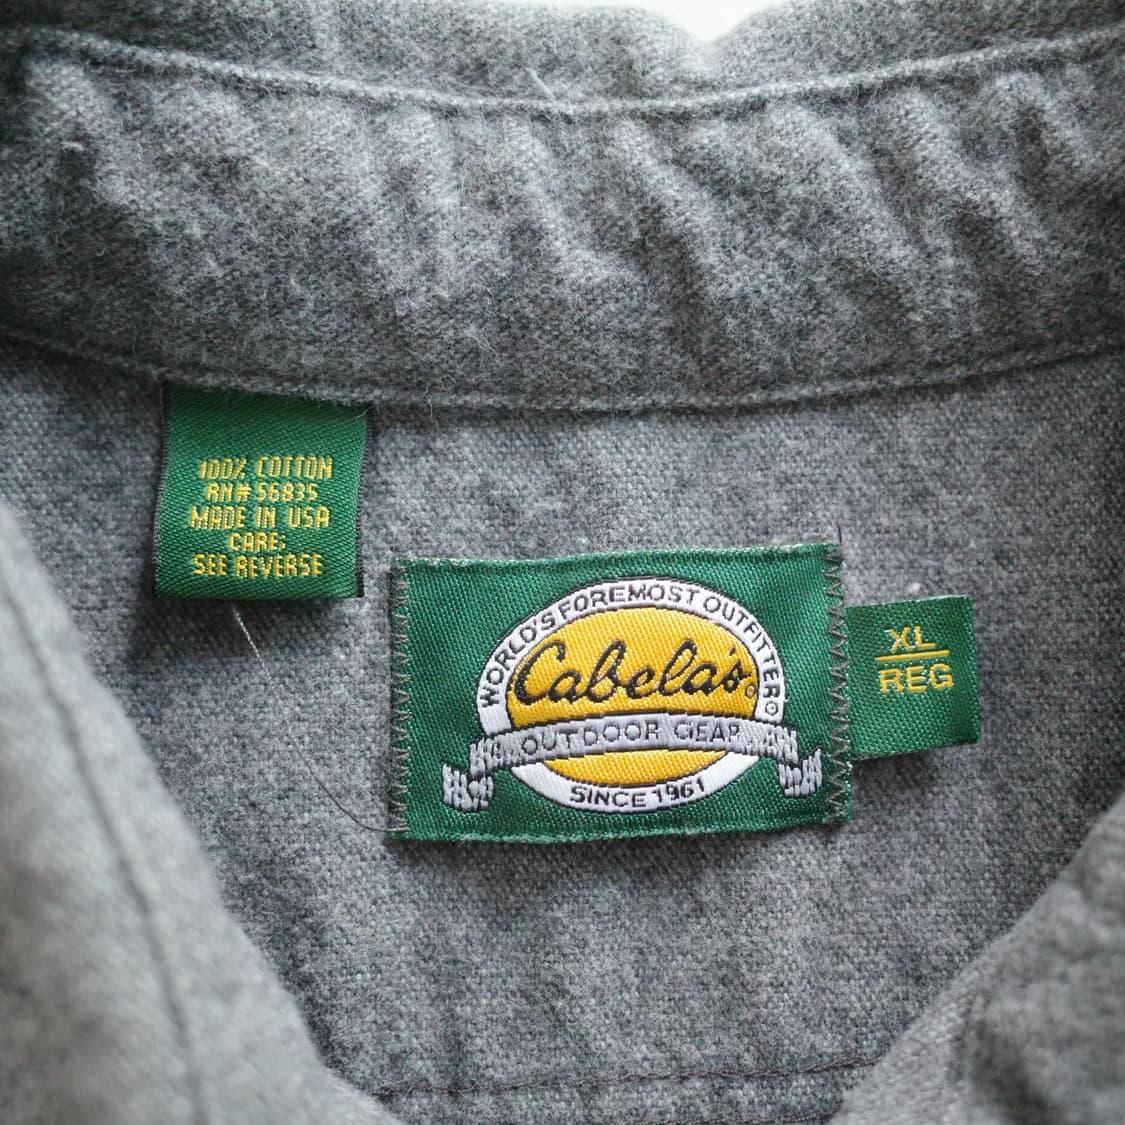 100% COTTON
RN# 56835
MADE IN USA
CARE:
SEE REVERSE
WORLD'S FOREMOST OUTFITTER®
Cabela's®
OUTDOOR GEAR
SINCE 1961
XL
REG